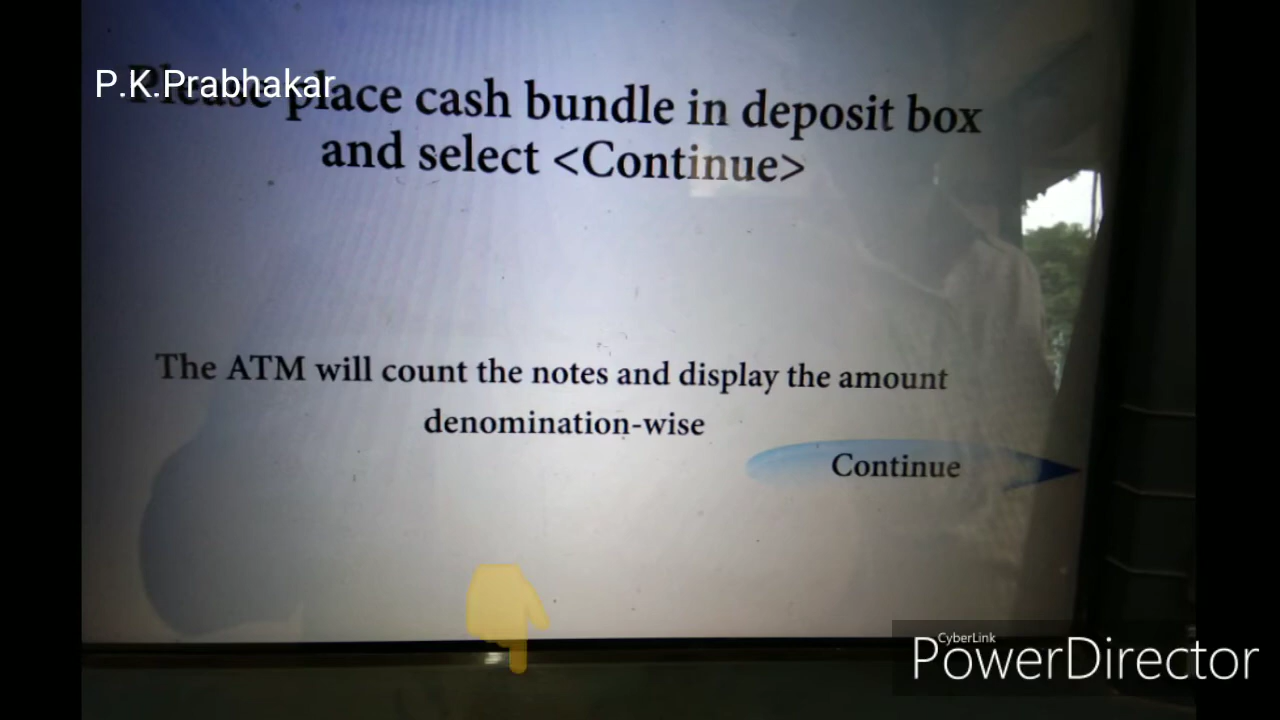 P.K.Prabhakar
Please place cash bundle in deposit box
and select <Continue>
The ATM will count the notes and display the amount
denomination-wise
Continue
CyberLink
PowerDirector